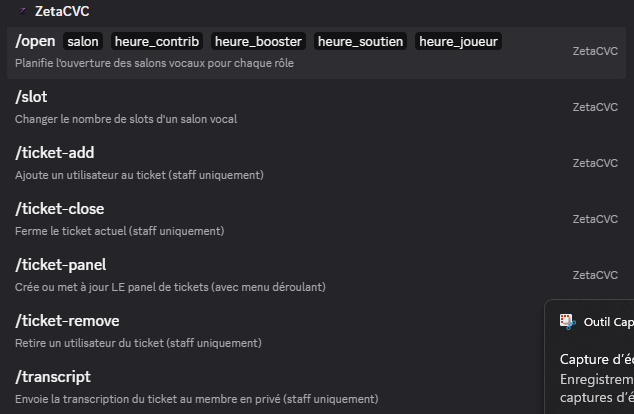 ZetaCVC
/open salon heure_contrib heure_booster heure_soutien heure_joueur
Planifie l'ouverture des salons vocaux pour chaque rôle
ZetaCVC
/slot
Changer le nombre de slots d'un salon vocal
ZetaCVC
/ticket-add
Ajoute un utilisateur au ticket (staff uniquement)
ZetaCVC
/ticket-close
Ferme le ticket actuel (staff uniquement)
ZetaCVC
/ticket-panel
Crée ou met à jour LE panel de tickets (avec menu déroulant)
ZetaCVC
/ticket-remove
Retire un utilisateur du ticket (staff uniquement)
/transcript
Envoie la transcription du ticket au membre en privé (staff uniquement)
Outil Cap
Capture d'é
Enregistrem
captures d'é